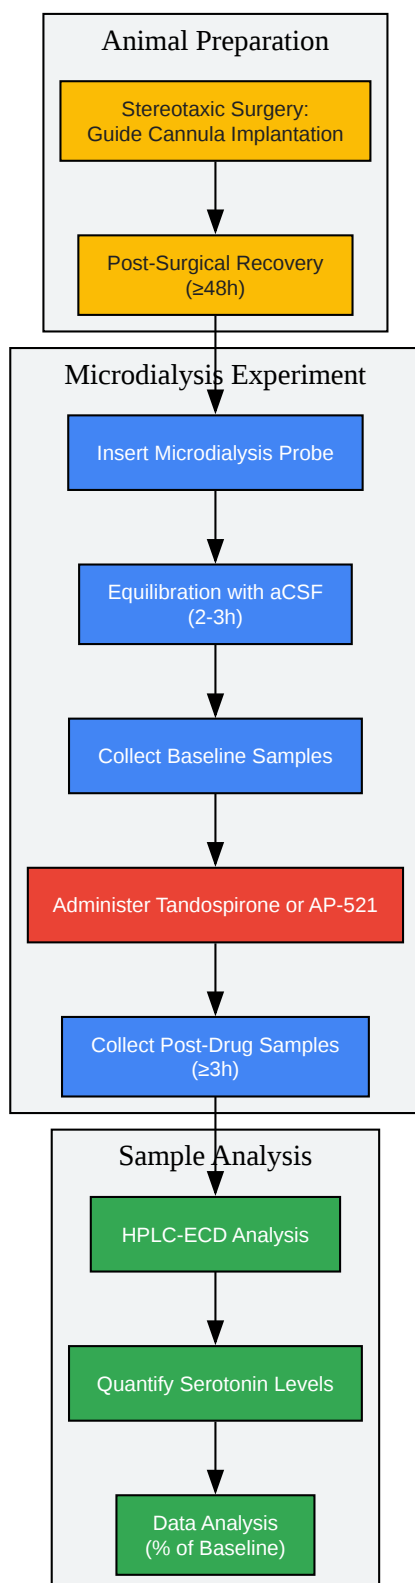 Animal Preparation
Stereotaxic Surgery:
Guide Cannula Implantation
Post-Surgical Recovery
(≥48h)
Microdialysis Experiment
Insert Microdialysis Probe
Equilibration with aCSF
(2-3h)
Collect Baseline Samples
Administer Tandospirone or AP-521
Collect Post-Drug Samples
(≥3h)
Sample Analysis
HPLC-ECD Analysis
Quantify Serotonin Levels
Data Analysis
(% of Baseline)